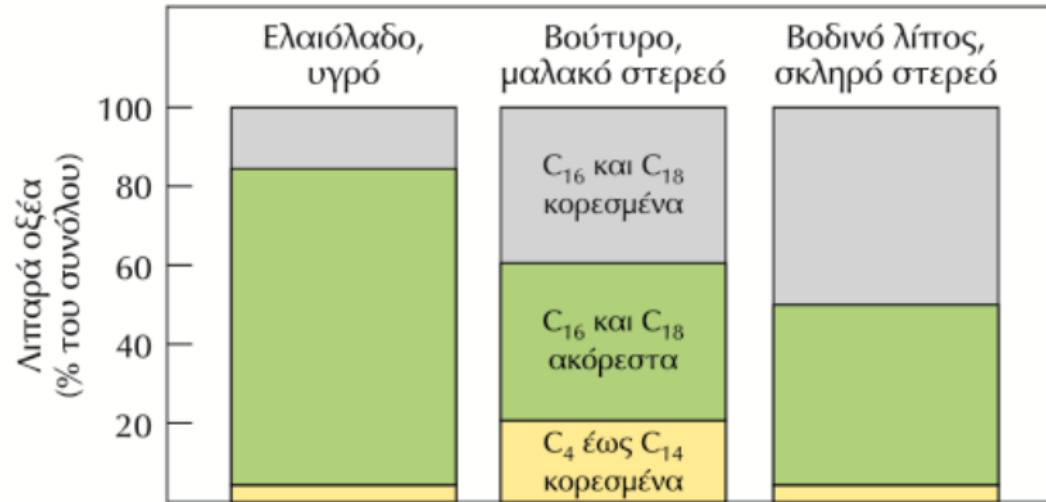 Ελαιόλαδο,
υγρό
Βούτυρο,
μαλακό στερεό
Βοδινό λίπος,
σκληρό στερεό
Λιπαρά οξέα
(% του συνόλου)
100
80
60
40
20
C₁₆ και C₁₈
κορεσμένα
C₁₆ και C₁₈
ακόρεστα
C₄ έως C₁₄
κορεσμένα